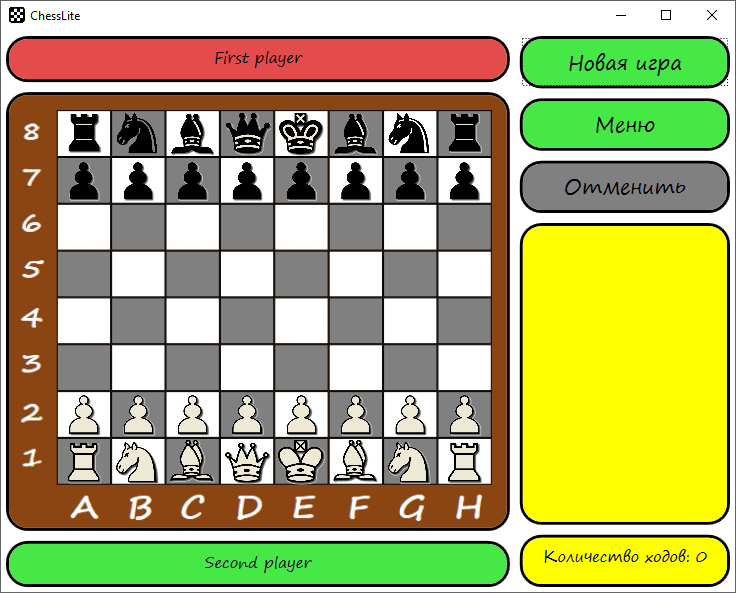 ChessLite
First player
Новая игра
Меню
Отменить
8
7
6
5
4
3
2
1
A B C D E F G H
Second player
Количество ходов: 0